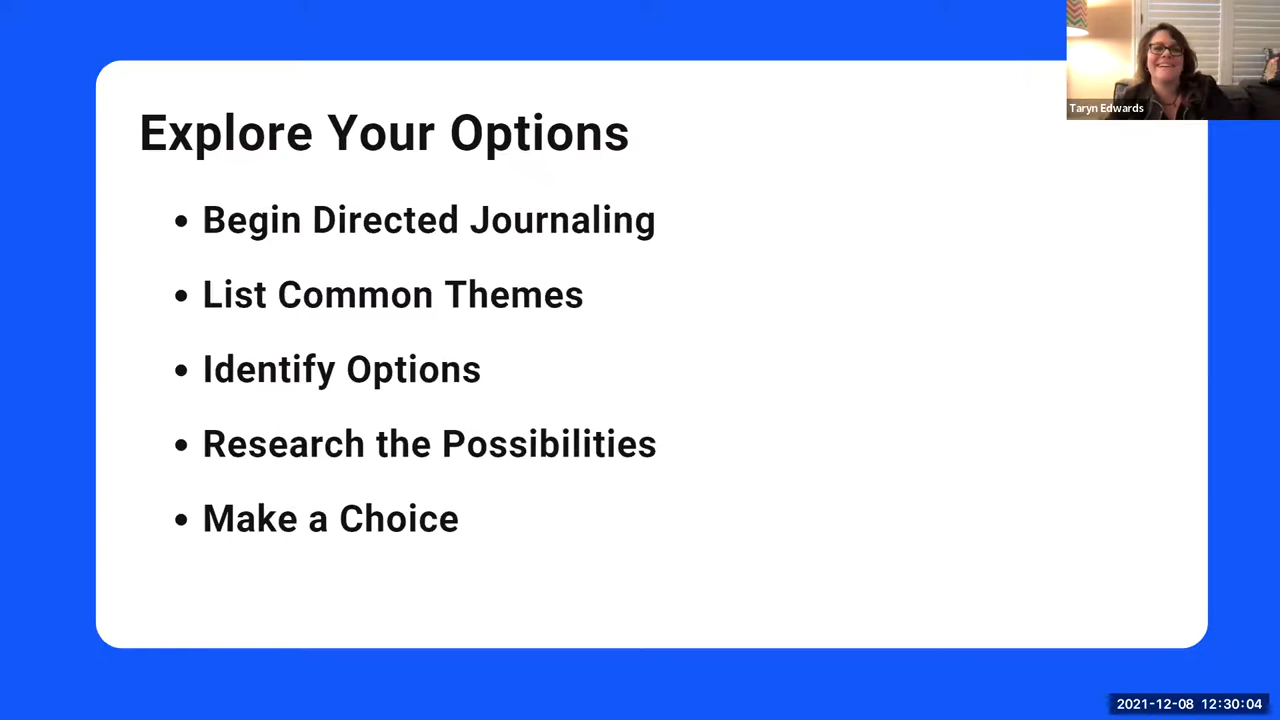 Explore Your Options
Begin Directed Journaling
List Common Themes
Identify Options
Research the Possibilities
Make a Choice
Taryn Edwards
2021-12-08 12:30:04